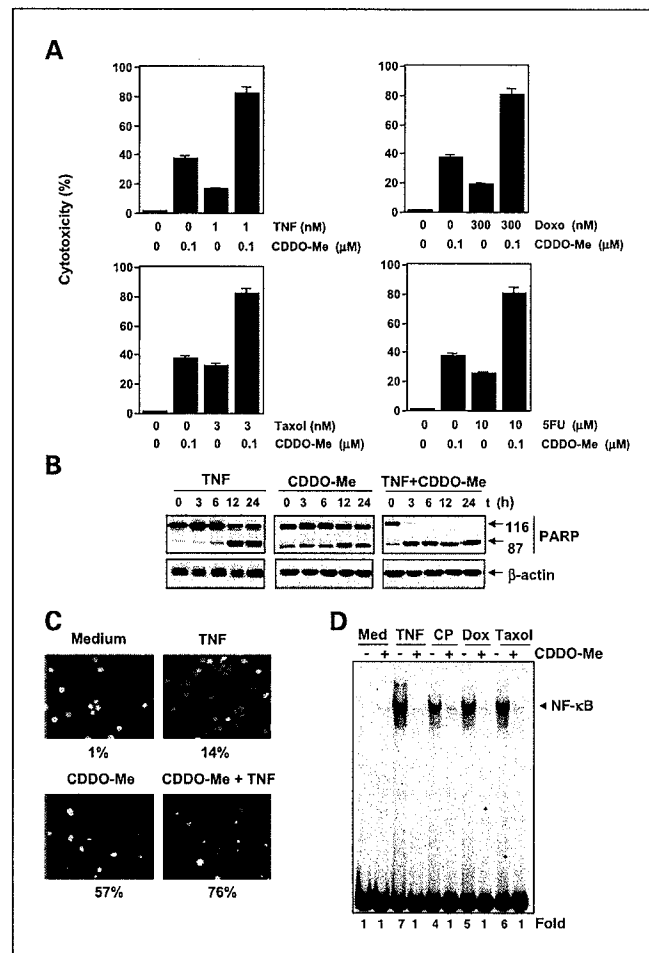 A
Cytotoxicity (%)
100
80
60
40
20
0
0 0 1 1 TNF (nM)
0 0.1 0 0.1 CDDO-Me (µM)
100
80
60
40
20
0
0 0 300 300 Doxo (nM)
0 0.1 0 0.1 CDDO-Me (µM)
100
80
60
40
20
0
0 0 3 3 Taxol (nM)
0 0.1 0 0.1 CDDO-Me (µM)
100
80
60
40
20
0
0 0 10 10 5FU (µM)
0 0.1 0 0.1 CDDO-Me (µM)
B
TNF CDDO-Me TNF+CDDO-Me
0 3 6 12 24 0 3 6 12 24 0 3 6 12 24 t (h)
116
87
PARP
β-actin
C
Medium TNF
1% 14%
CDDO-Me CDDO-Me + TNF
57% 76%
D
Med TNF CP Dox Taxol
- + - + - + - + - + CDDO-Me
NF-κB
1 1 7 1 4 1 5 1 6 1 Fold